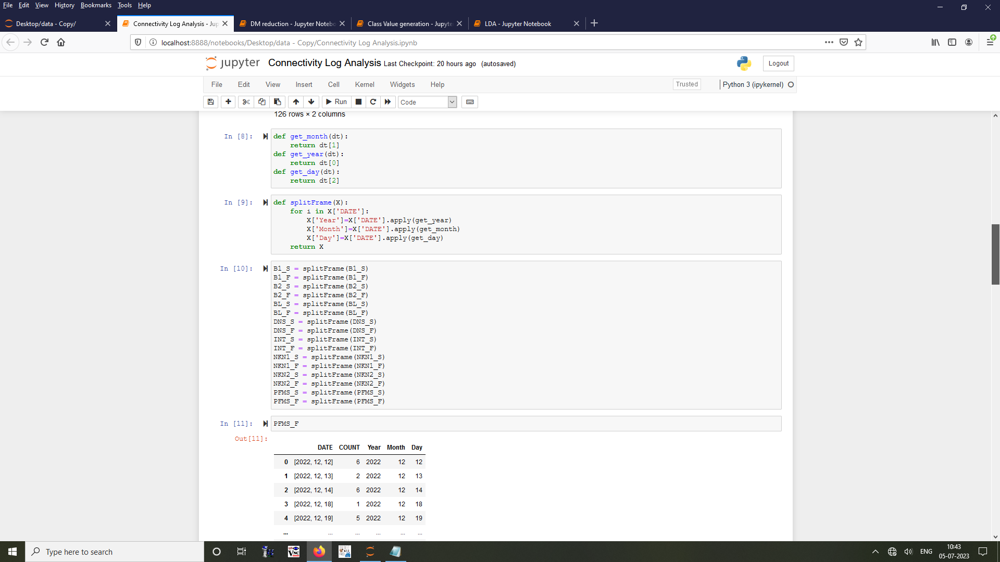 File Edit View History Bookmarks Tools Help
Desktop/data - Copy/
Connectivity Log Analysis - Jup
DM reduction - Jupyter Notebo
Class Value generation - Jupyte
LDA - Jupyter Notebook
localhost:8888/notebooks/Desktop/data - Copy/Connectivity Log Analysis.ipynb
jupyter Connectivity Log Analysis Last Checkpoint: 20 hours ago (autosaved)
Logout
File Edit View Insert Cell Kernel Widgets Help
Trusted
Python 3 (ipykernel)
Run
Code
126 rows × 2 columns
In [8]:
def get_month(dt):
    return dt[1]
def get_year(dt):
    return dt[0]
def get_day(dt):
    return dt[2]
In [9]:
def splitFrame(X):
    for i in X['DATE']:
        X['Year']=X['DATE'].apply(get_year)
        X['Month']=X['DATE'].apply(get_month)
        X['Day']=X['DATE'].apply(get_day)
    return X
In [10]:
B1_S = splitFrame(B1_S)
B1_F = splitFrame(B1_F)
B2_S = splitFrame(B2_S)
B2_F = splitFrame(B2_F)
BL_S = splitFrame(BL_S)
BL_F = splitFrame(BL_F)
DNS_S = splitFrame(DNS_S)
DNS_F = splitFrame(DNS_F)
INT_S = splitFrame(INT_S)
INT_F = splitFrame(INT_F)
NKN1_S = splitFrame(NKN1_S)
NKN1_F = splitFrame(NKN1_F)
NKN2_S = splitFrame(NKN2_S)
NKN2_F = splitFrame(NKN2_F)
PFMS_S = splitFrame(PFMS_S)
PFMS_F = splitFrame(PFMS_F)
In [11]:
PFMS_F
Out[11]:
DATE COUNT Year Month Day
0 [2022, 12, 12] 6 2022 12 12
1 [2022, 12, 13] 2 2022 12 13
2 [2022, 12, 14] 6 2022 12 14
3 [2022, 12, 18] 1 2022 12 18
4 [2022, 12, 19] 5 2022 12 19
... ... ... ... ... ...
Type here to search
VNC
ENG
10:43
05-07-2023